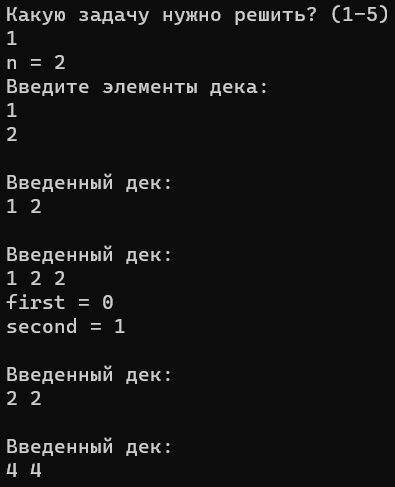 Какую задачу нужно решить? (1-5)
1
n = 2
Введите элементы дека:
1
2
Введенный дек:
1 2
Введенный дек:
1 2 2
first = 0
second = 1
Введенный дек:
2 2
Введенный дек:
4 4